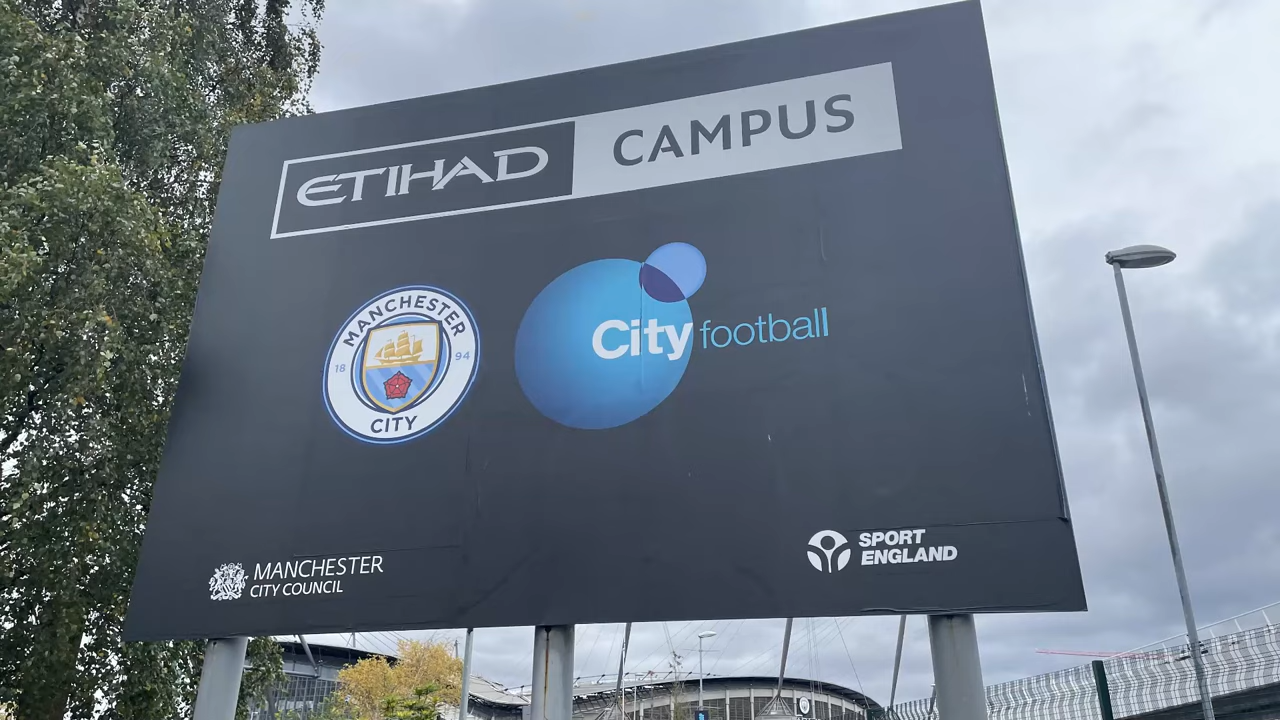 ETIHAD CAMPUS
MANCHESTER
18 94
CITY
City football
MANCHESTER
CITY COUNCIL
SPORT
ENGLAND